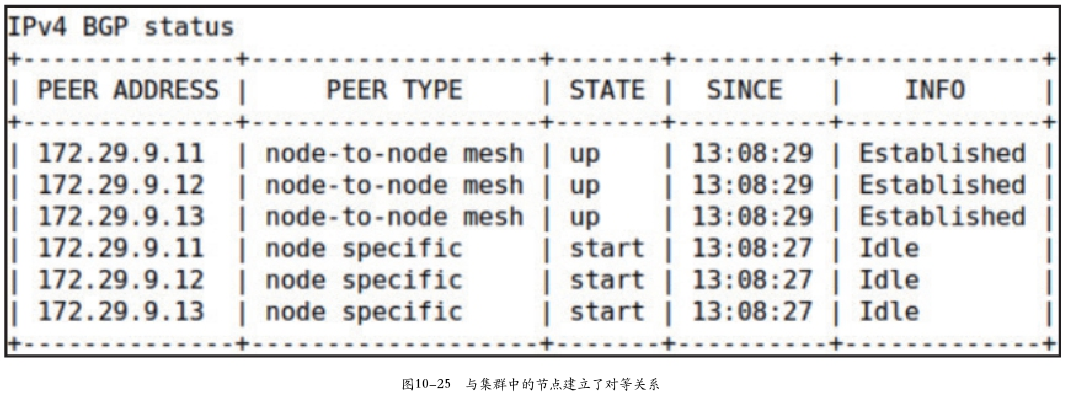 IPv4 BGP status
+--------------+-------------------+-------+----------+-------------+
| PEER ADDRESS | PEER TYPE | STATE | SINCE | INFO |
+--------------+-------------------+-------+----------+-------------+
| 172.29.9.11 | node-to-node mesh | up | 13:08:29 | Established |
| 172.29.9.12 | node-to-node mesh | up | 13:08:29 | Established |
| 172.29.9.13 | node-to-node mesh | up | 13:08:29 | Established |
| 172.29.9.11 | node specific | start | 13:08:27 | Idle |
| 172.29.9.12 | node specific | start | 13:08:27 | Idle |
| 172.29.9.13 | node specific | start | 13:08:27 | Idle |
+--------------+-------------------+-------+----------+-------------+
图10-25 与集群中的节点建立了对等关系